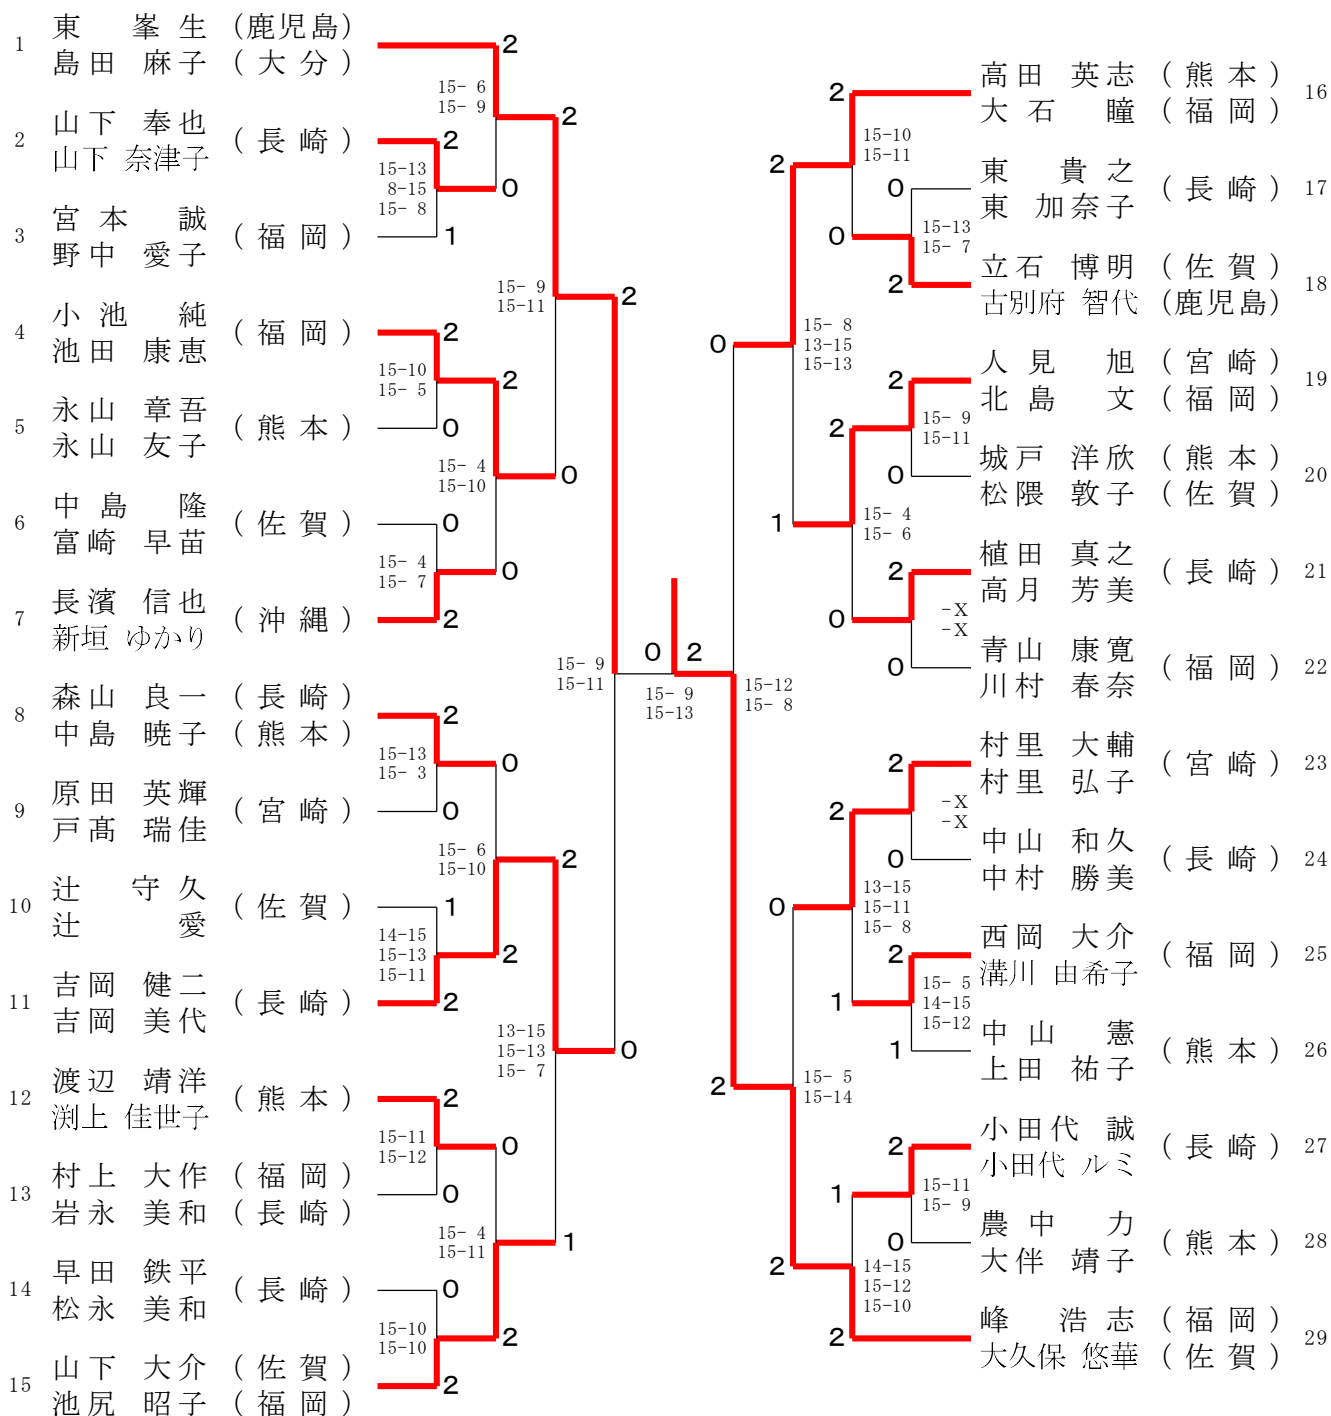 1 東 峯生 (鹿児島)
島田 麻子 (大分)
2
15- 6
15- 9
2
2 山下 奉也 (長崎)
山下 奈津子
2
15-13
8-15
15- 8
0
3 宮本 誠 (福岡)
野中 愛子
1
15- 9
15-11
2
4 小池 純 (福岡)
池田 康恵
2
15-10
15- 5
2
5 永山 章吾 (熊本)
永山 友子
0
15- 4
15-10
0
6 中島 隆 (佐賀)
富崎 早苗
0
15- 4
15- 7
0
7 長濱 信也 (沖縄)
新垣 ゆかり
2
15- 9
15-11
8 森山 良一 (長崎)
中島 暁子 (熊本)
2
15-13
15- 3
0
9 原田 英輝 (宮崎)
戸髙 瑞佳
0
15- 6
15-10
2
10 辻 守久 (佐賀)
辻 愛
1
14-15
15-13
15-11
2
11 吉岡 健二 (長崎)
吉岡 美代
2
13-15
15-13
15- 7
0
12 渡辺 靖洋 (熊本)
渕上 佳世子
2
15-11
15-12
0
13 村上 大作 (福岡)
岩永 美和 (長崎)
0
15- 4
15-11
1
14 早田 鉄平 (長崎)
松永 美和
0
15-10
15-10
2
15 山下 大介 (佐賀)
池尻 昭子 (福岡)
2
0 2
15- 9
15-13
2
高田 英志 (熊本) 16
大石 瞳 (福岡)
15-10
15-11
2
0
東 貴之 (長崎) 17
東 加奈子
15-13
15- 7
0
2
立石 博明 (佐賀) 18
古別府 智代 (鹿児島)
0
15- 8
13-15
15-13
2
人見 旭 (宮崎) 19
北島 文 (福岡)
2
15- 9
15-11
0
城戸 洋欣 (熊本) 20
松隈 敦子 (佐賀)
1
15- 4
15- 6
2
植田 真之 (長崎) 21
高月 芳美
0
-X
-X
0
青山 康寛 (福岡) 22
川村 春奈
15-12
15- 8
2
村里 大輔 (宮崎) 23
村里 弘子
2
-X
-X
0
中山 和久 (長崎) 24
中村 勝美
0
13-15
15-11
15- 8
2
西岡 大介 (福岡) 25
溝川 由希子
1
15- 5
14-15
15-12
1
中山 憲 (熊本) 26
上田 祐子
2
15- 5
15-14
2
小田代 誠 (長崎) 27
小田代 ルミ
1
15-11
15- 9
0
農中 力 (熊本) 28
大伴 靖子
2
14-15
15-12
15-10
2
峰 浩志 (福岡) 29
大久保 悠華 (佐賀)